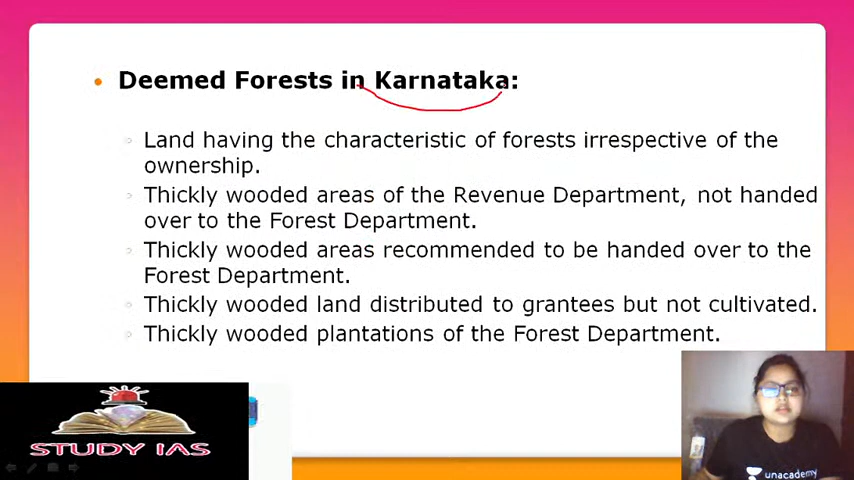 Deemed Forests in Karnataka:
Land having the characteristic of forests irrespective of the
ownership.
Thickly wooded areas of the Revenue Department, not handed
over to the Forest Department.
Thickly wooded areas recommended to be handed over to the
Forest Department.
Thickly wooded land distributed to grantees but not cultivated.
Thickly wooded plantations of the Forest Department.
STUDY IAS
unacademy